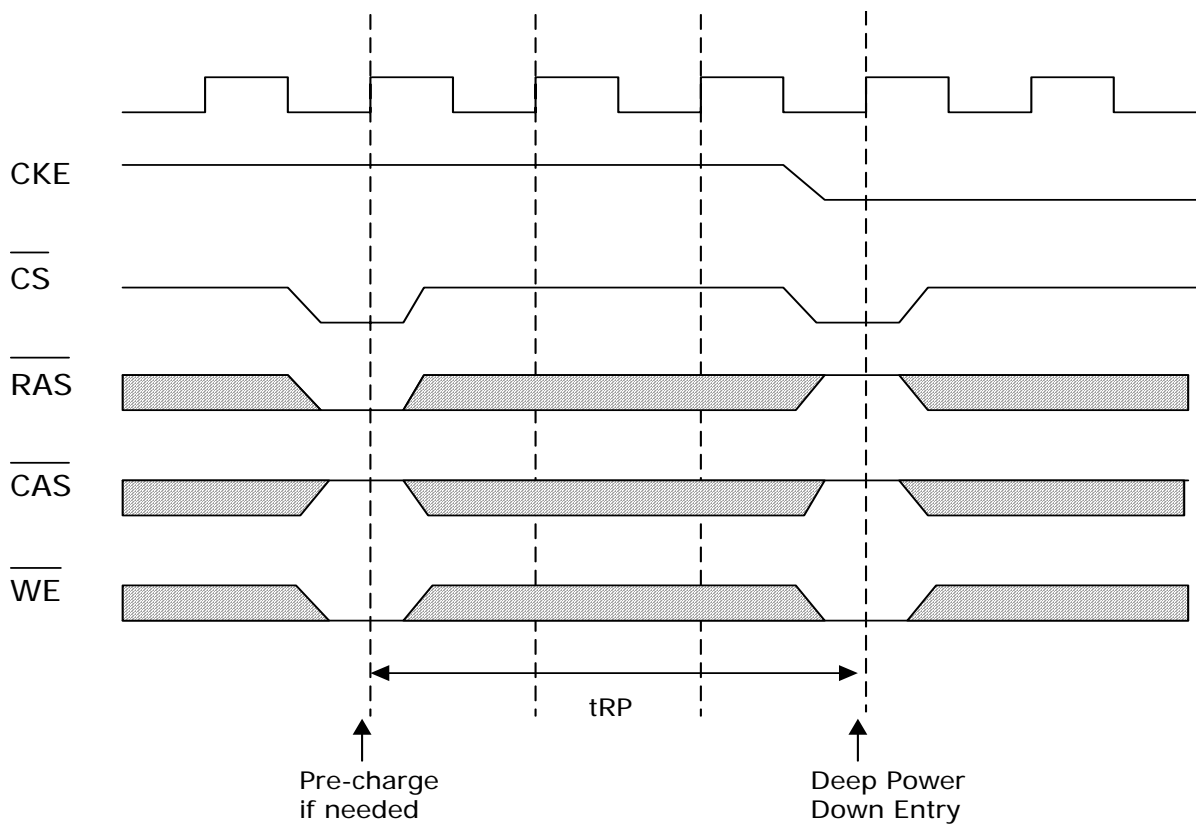 CKE
CS
RAS
CAS
WE
tRP
Pre-charge
if needed
Deep Power
Down Entry